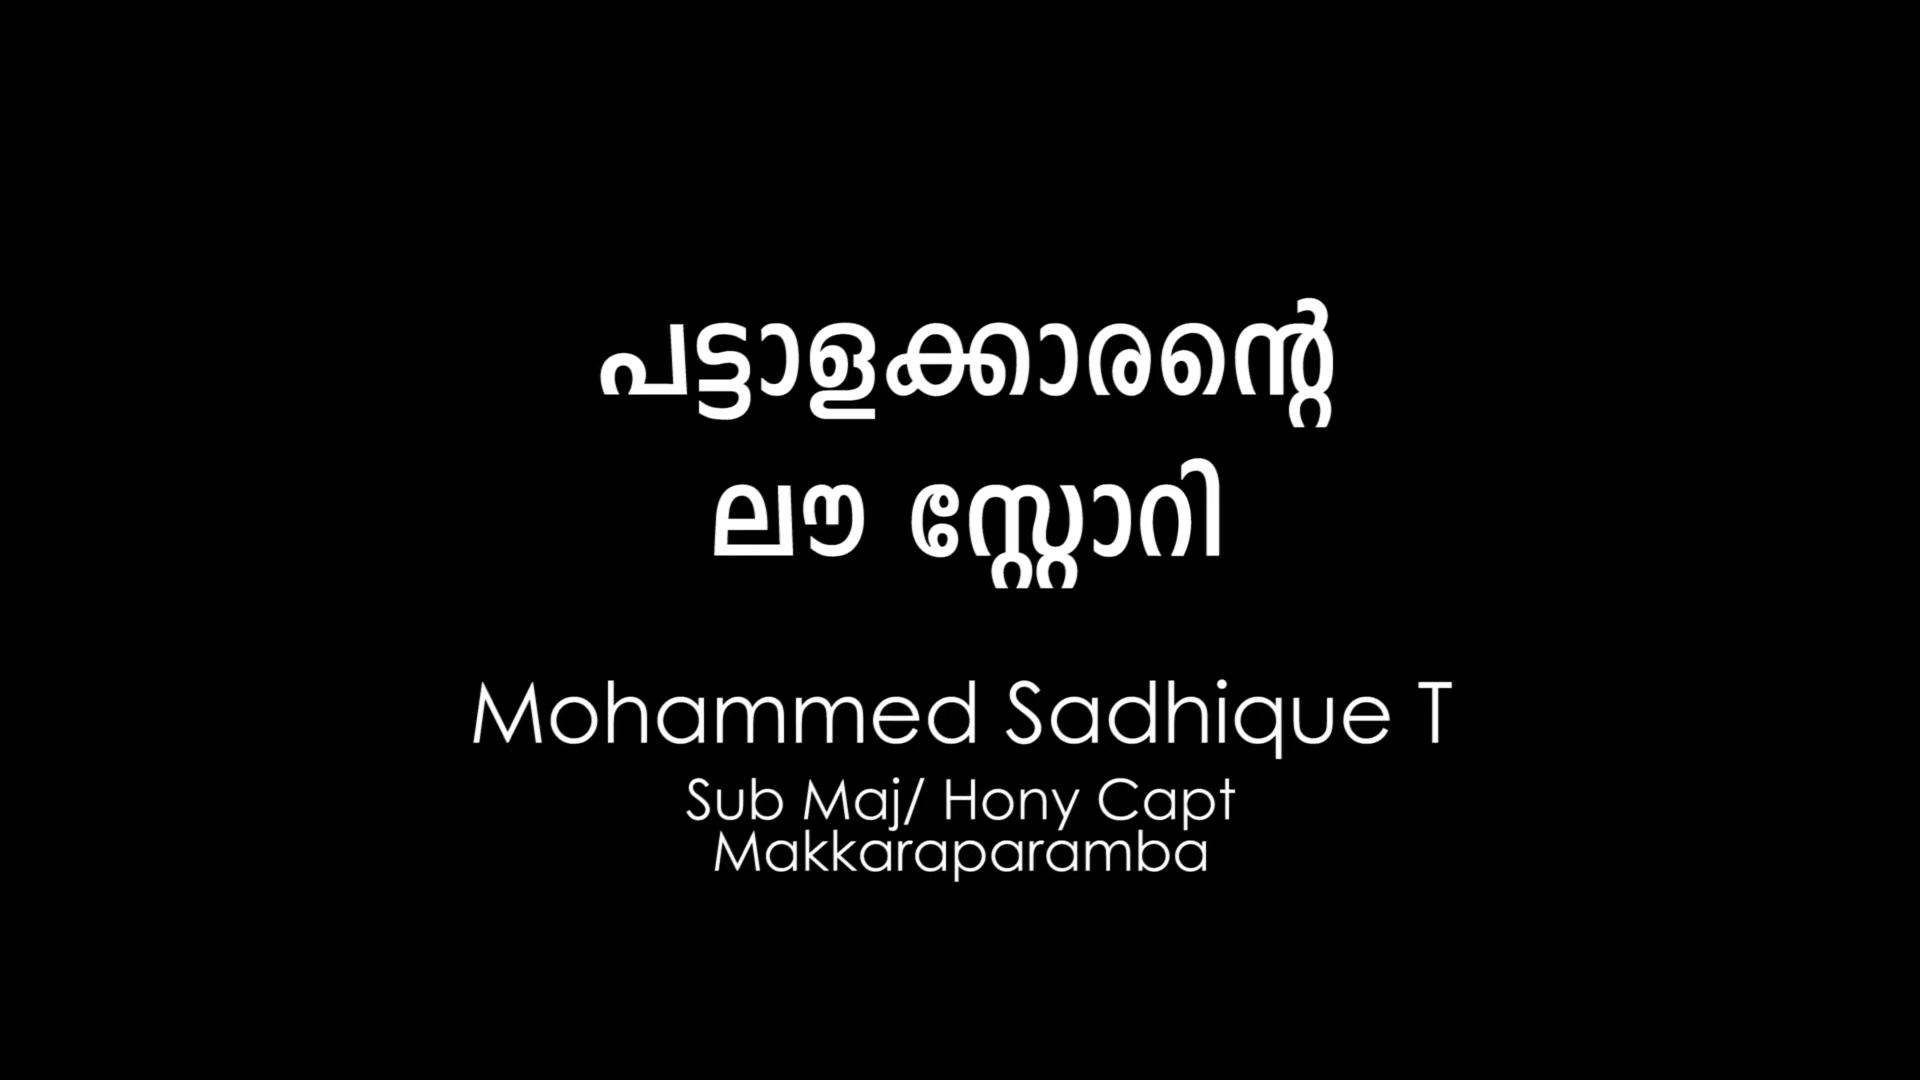 പട്ടാളക്കാരന്റെ
ലൗ സ്റ്റോറി
Mohammed Sadhique T
Sub Maj/ Hony Capt
Makkaraparamba